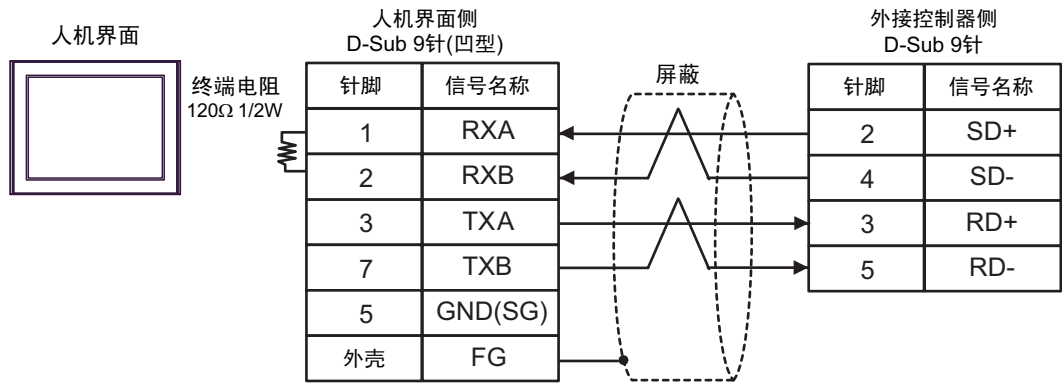 人机界面
终端电阻
120Ω 1/2W
人机界面侧
D-Sub 9针(凹型)
针脚 信号名称
1 RXA
2 RXB
3 TXA
7 TXB
5 GND(SG)
外壳 FG
屏蔽
外接控制器侧
D-Sub 9针
针脚 信号名称
2 SD+
4 SD-
3 RD+
5 RD-